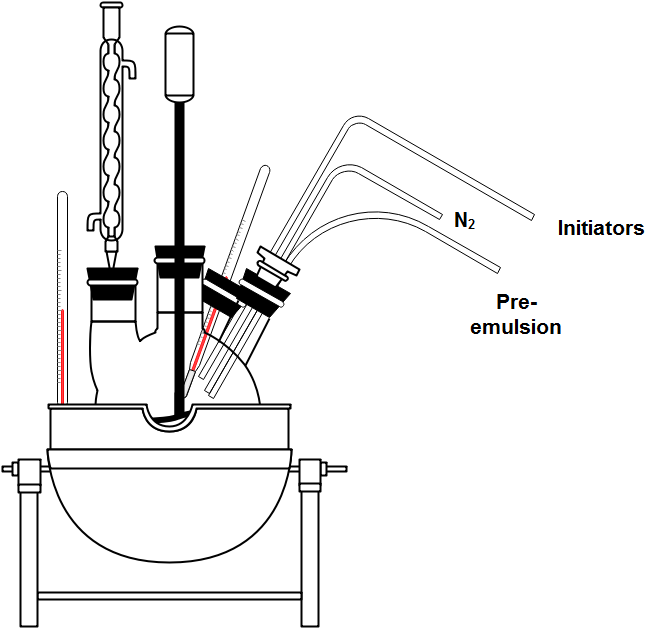 N₂
Initiators
Pre-
emulsion